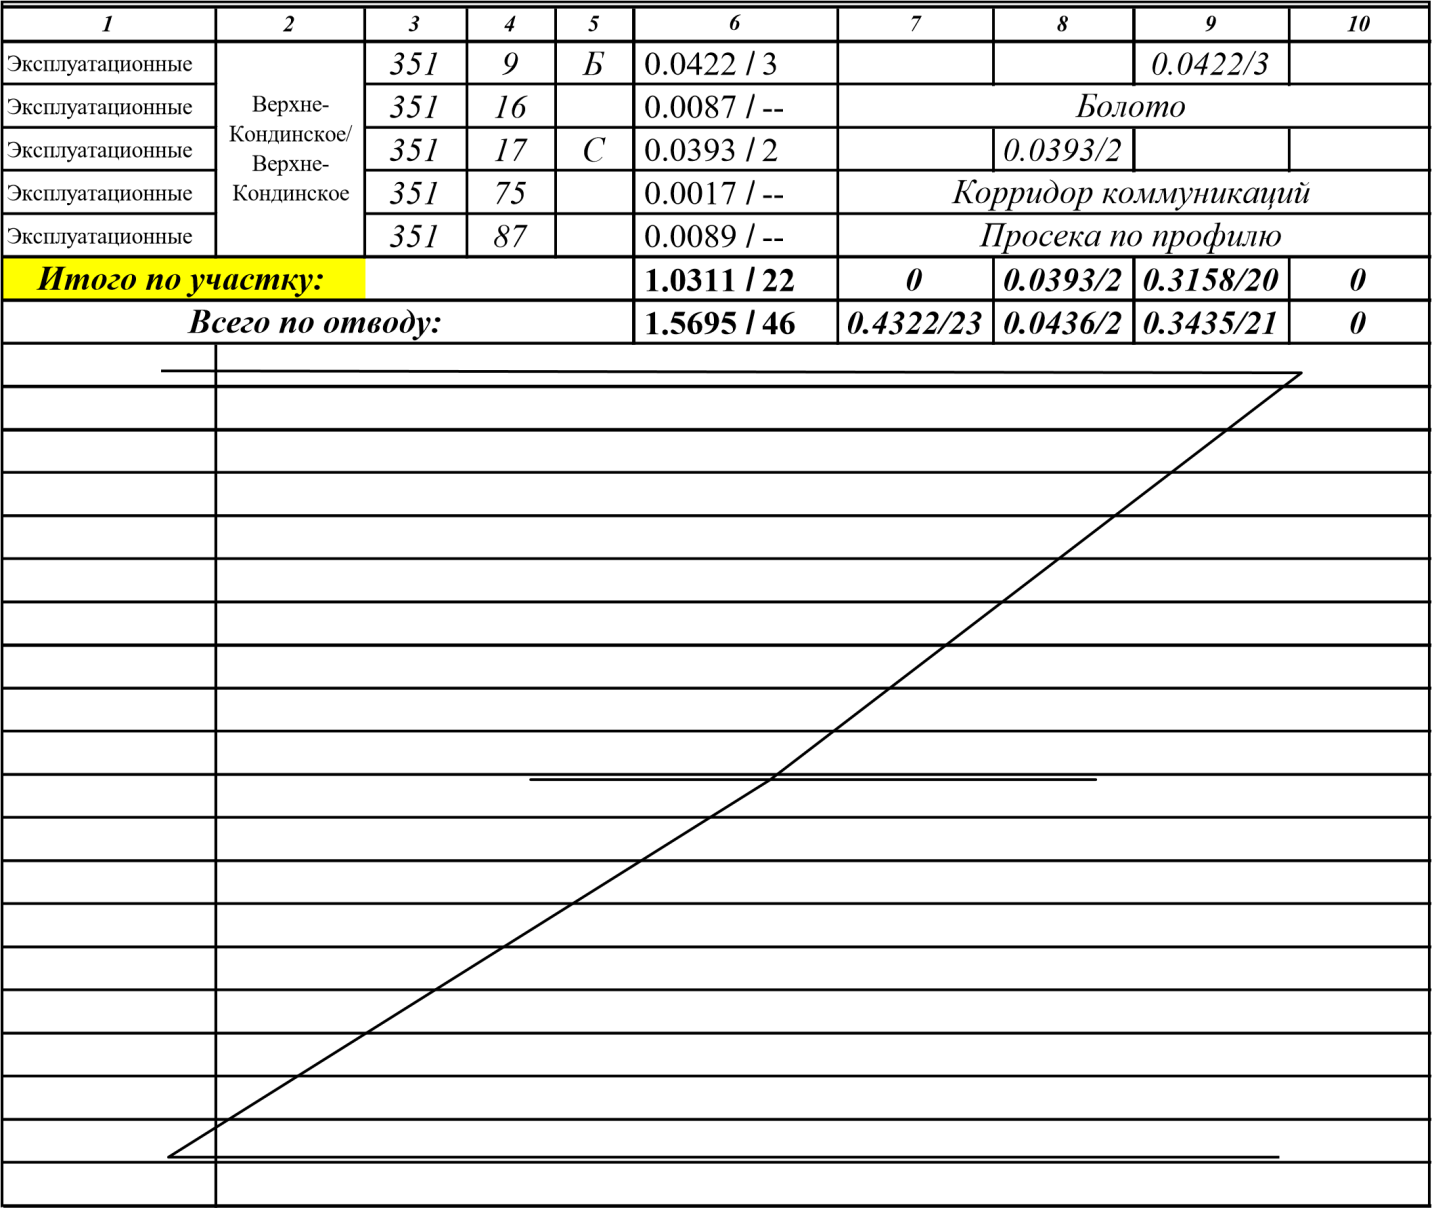 1 2 3 4 5 6 7 8 9 10
Эксплуатационные 351 9 Б 0.0422 / 3 0.0422/3
Верхне-
Кондинское/
Верхне-
Кондинское
Эксплуатационные 351 16 0.0087 / -- Болото
Эксплуатационные 351 17 С 0.0393 / 2 0.0393/2
Эксплуатационные 351 75 0.0017 / -- Корридор коммуникаций
Эксплуатационные 351 87 0.0089 / -- Просека по профилю
Итого по участку: 1.0311 / 22 0 0.0393/2 0.3158/20 0
Всего по отводу: 1.5695 / 46 0.4322/23 0.0436/2 0.3435/21 0